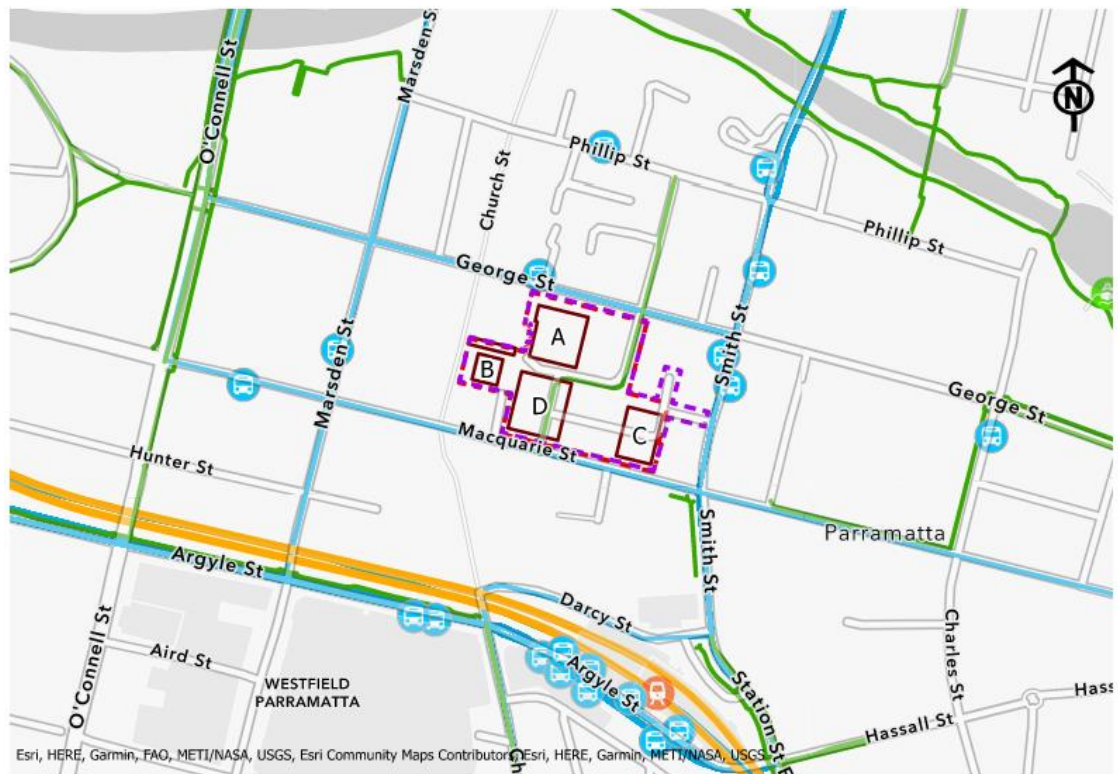 O'Connell St
Marsden St
N
Phillip St
Church St
Phillip St
George St
A
Smith St
B
Marsden St
D
C
George St
Macquarie St
Hunter St
Parramatta
Smith St
Argyle St
Darcy St
Charles St
Aird St
Argyle St
O'Connell St
WESTFIELD
PARRAMATTA
Station St E
Hass
Hassall St
Ch
Esri, HERE, Garmin, FAO, METI/NASA, USGS, Esri Community Maps Contributors, Esri, HERE, Garmin, METI/NASA, USGS